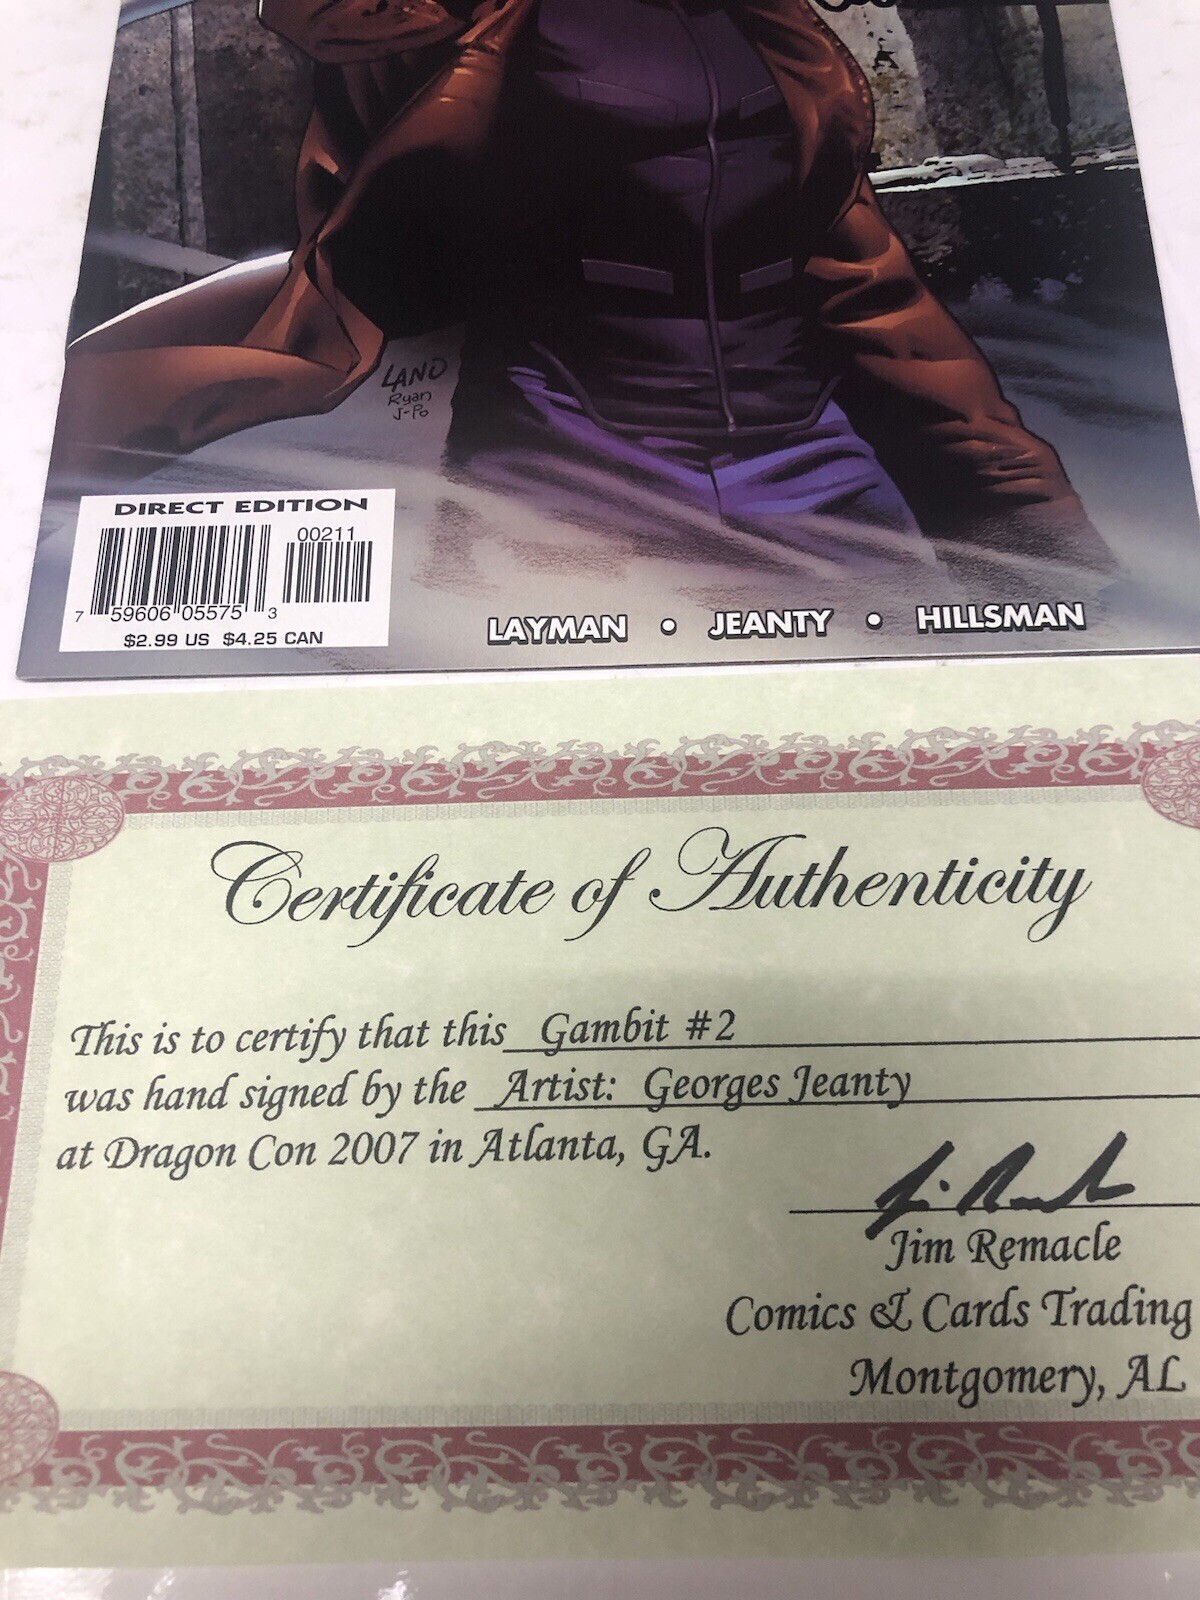 LAND
Ryan
J-Po
DIRECT EDITION
00211
7 59606 05575 3
$2.99 US $4.25 CAN
LAYMAN • JEANTY • HILLSMAN
Certificate of Authenticity
This is to certify that this Gambit #2
was hand signed by the Artist: Georges Jeanty
at Dragon Con 2007 in Atlanta, GA.
Jim Remacle
Comics & Cards Trading
Montgomery, AL